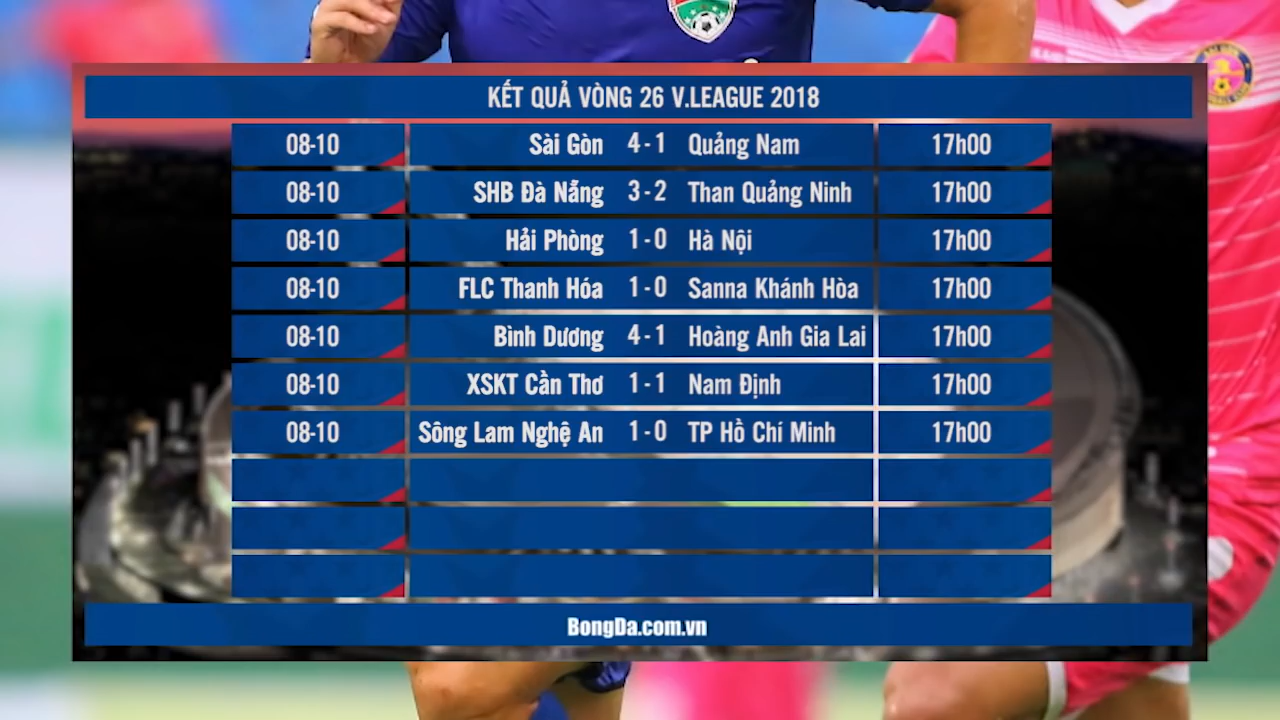 KẾT QUẢ VÒNG 26 V.LEAGUE 2018
08-10 Sài Gòn 4-1 Quảng Nam 17h00
08-10 SHB Đà Nẵng 3-2 Than Quảng Ninh 17h00
08-10 Hải Phòng 1-0 Hà Nội 17h00
08-10 FLC Thanh Hóa 1-0 Sanna Khánh Hòa 17h00
08-10 Bình Dương 4-1 Hoàng Anh Gia Lai 17h00
08-10 XSKT Cần Thơ 1-1 Nam Định 17h00
08-10 Sông Lam Nghệ An 1-0 TP Hồ Chí Minh 17h00
BongDa.com.vn